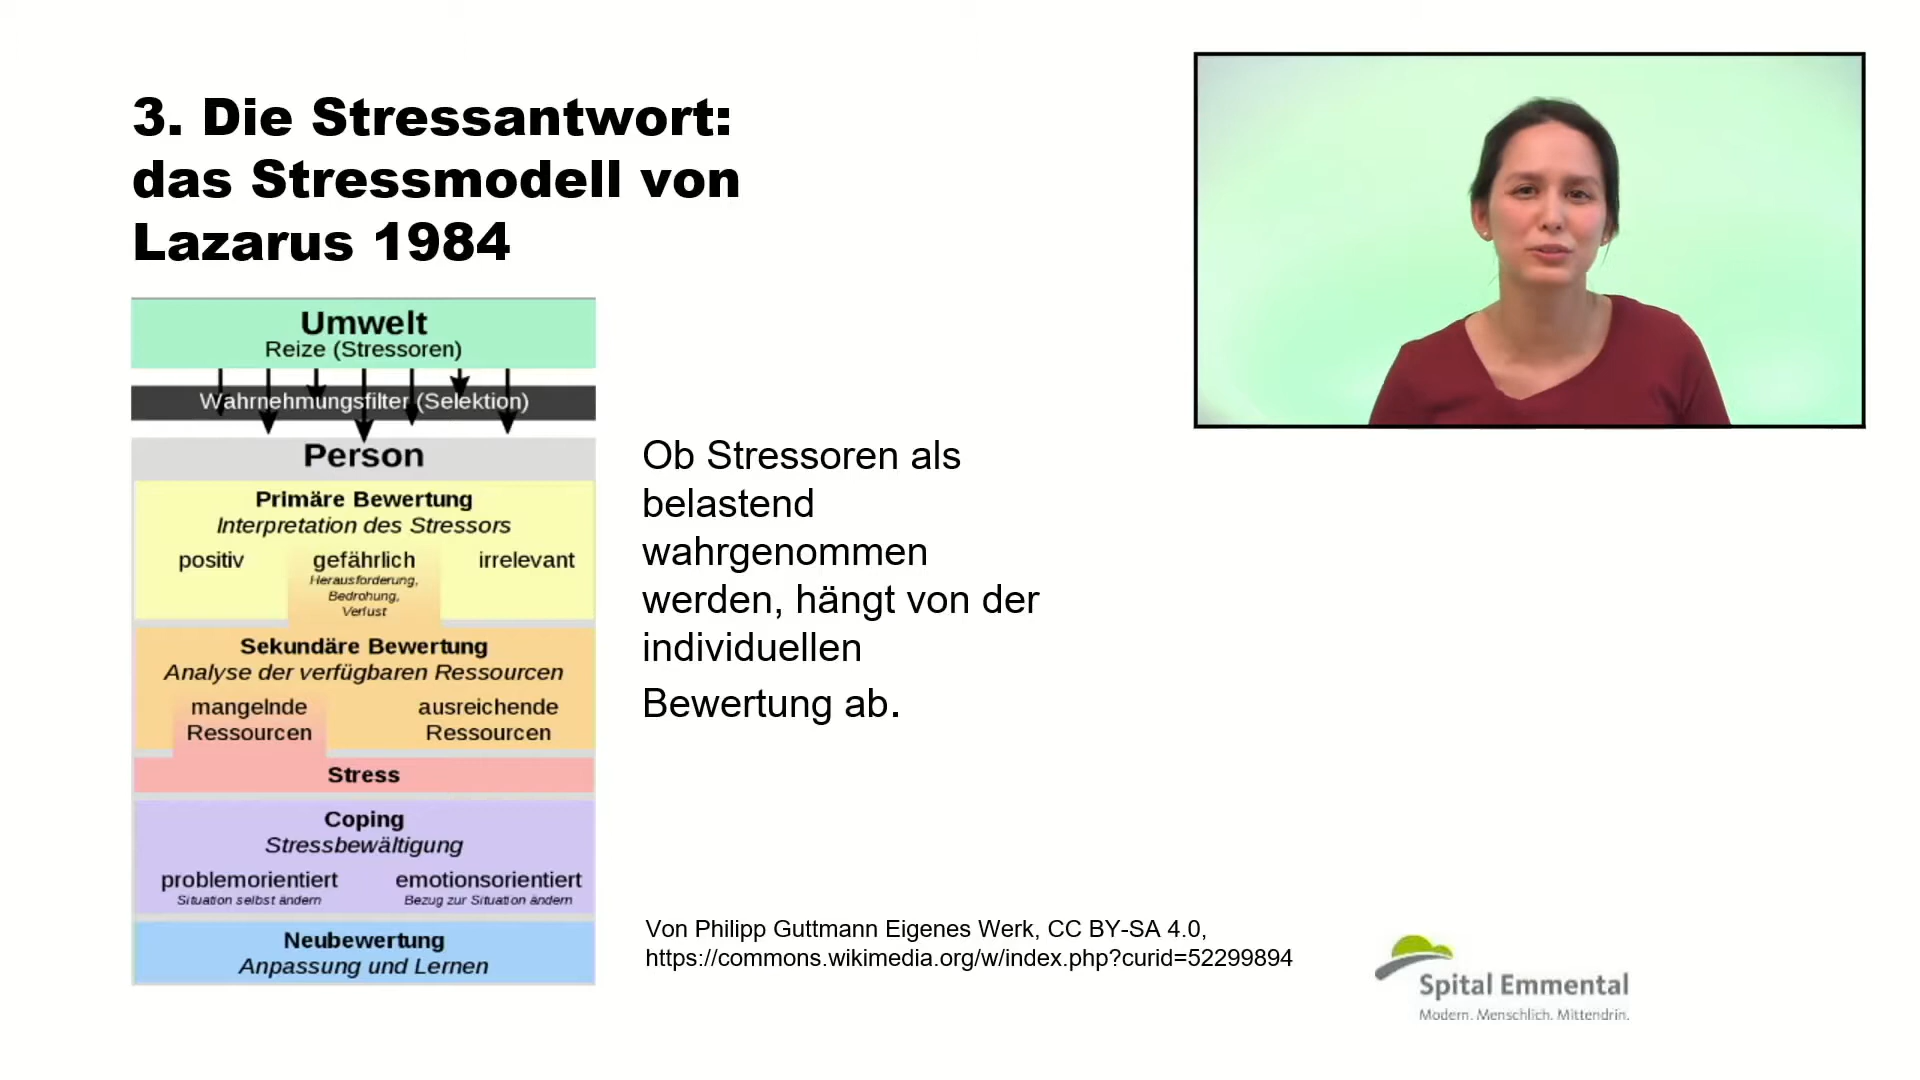 3. Die Stressantwort:
das Stressmodell von
Lazarus 1984
Umwelt
Reize (Stressoren)
Wahrnehmungsfilter (Selektion)
Person
Primäre Bewertung
Interpretation des Stressors
positiv
gefährlich
irrelevant
Herausforderung,
Bedrohung,
Verlust
Sekundäre Bewertung
Analyse der verfügbaren Ressourcen
mangelnde
Ressourcen
ausreichende
Ressourcen
Stress
Coping
Stressbewältigung
problemorientiert
Situation selbst ändern
emotionsorientiert
Bezug zur Situation ändern
Neubewertung
Anpassung und Lernen
Ob Stressoren als
belastend
wahrgenommen
werden, hängt von der
individuellen
Bewertung ab.
Von Philipp Guttmann Eigenes Werk, CC BY-SA 4.0,
https://commons.wikimedia.org/w/index.php?curid=52299894
Spital Emmental
Modern. Menschlich. Mittendrin.